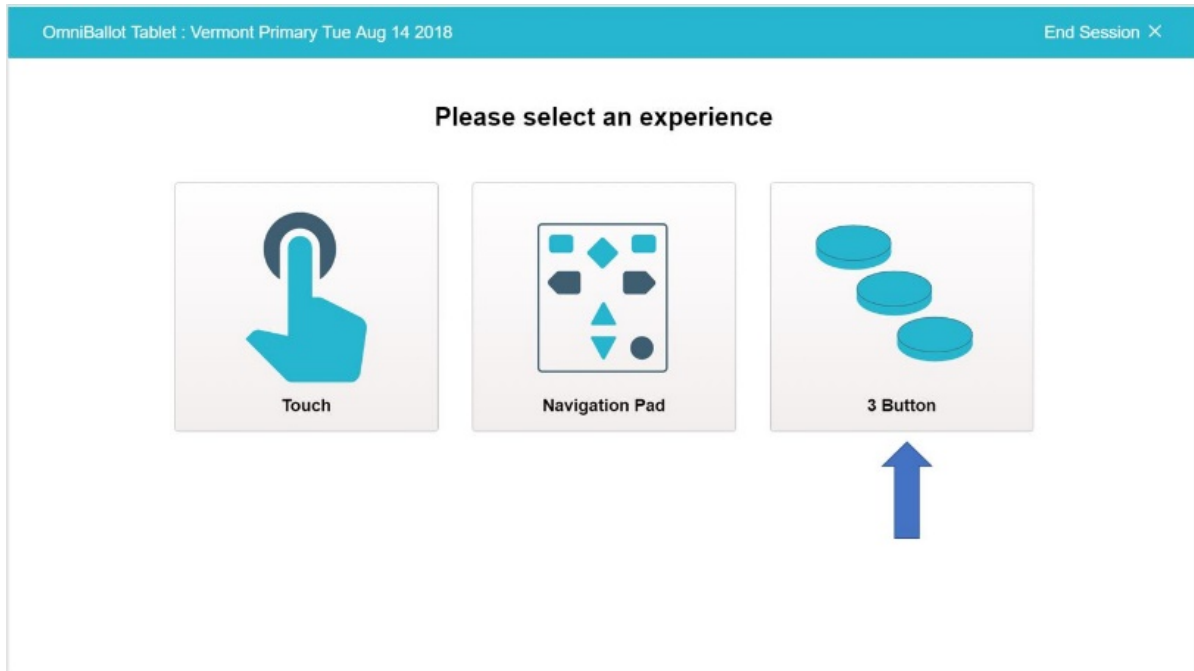 OmniBallot Tablet : Vermont Primary Tue Aug 14 2018
End Session ×
Please select an experience
Touch
Navigation Pad
3 Button